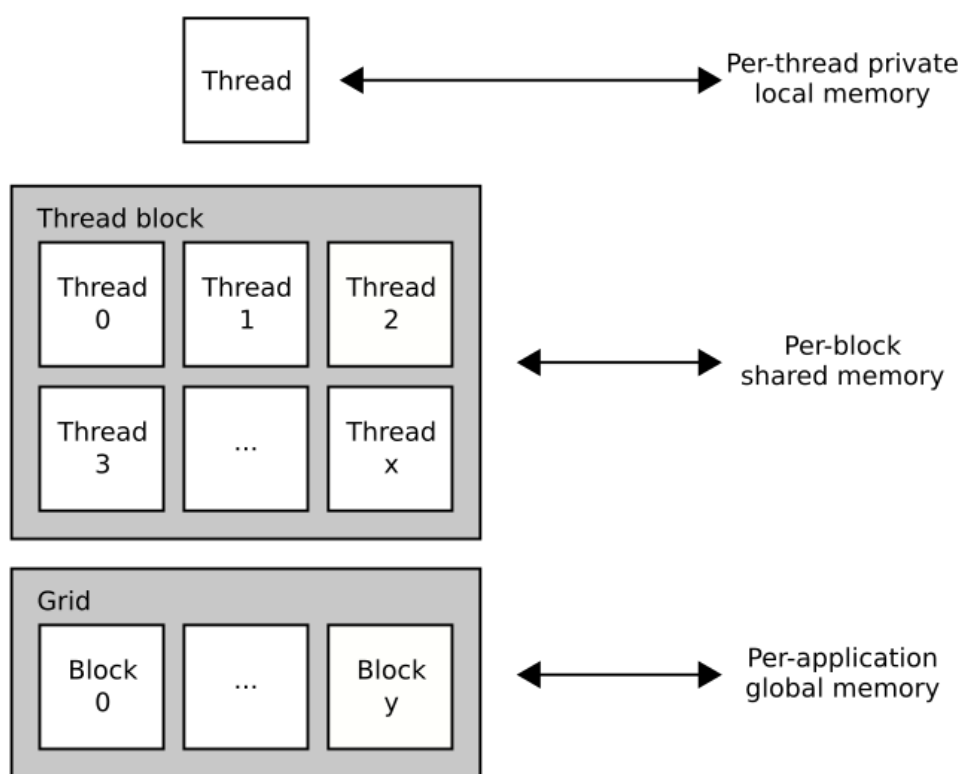 Thread
Per-thread private
local memory
Thread block
Thread
0
Thread
1
Thread
2
Thread
3
...
Thread
x
Per-block
shared memory
Grid
Block
0
...
Block
y
Per-application
global memory